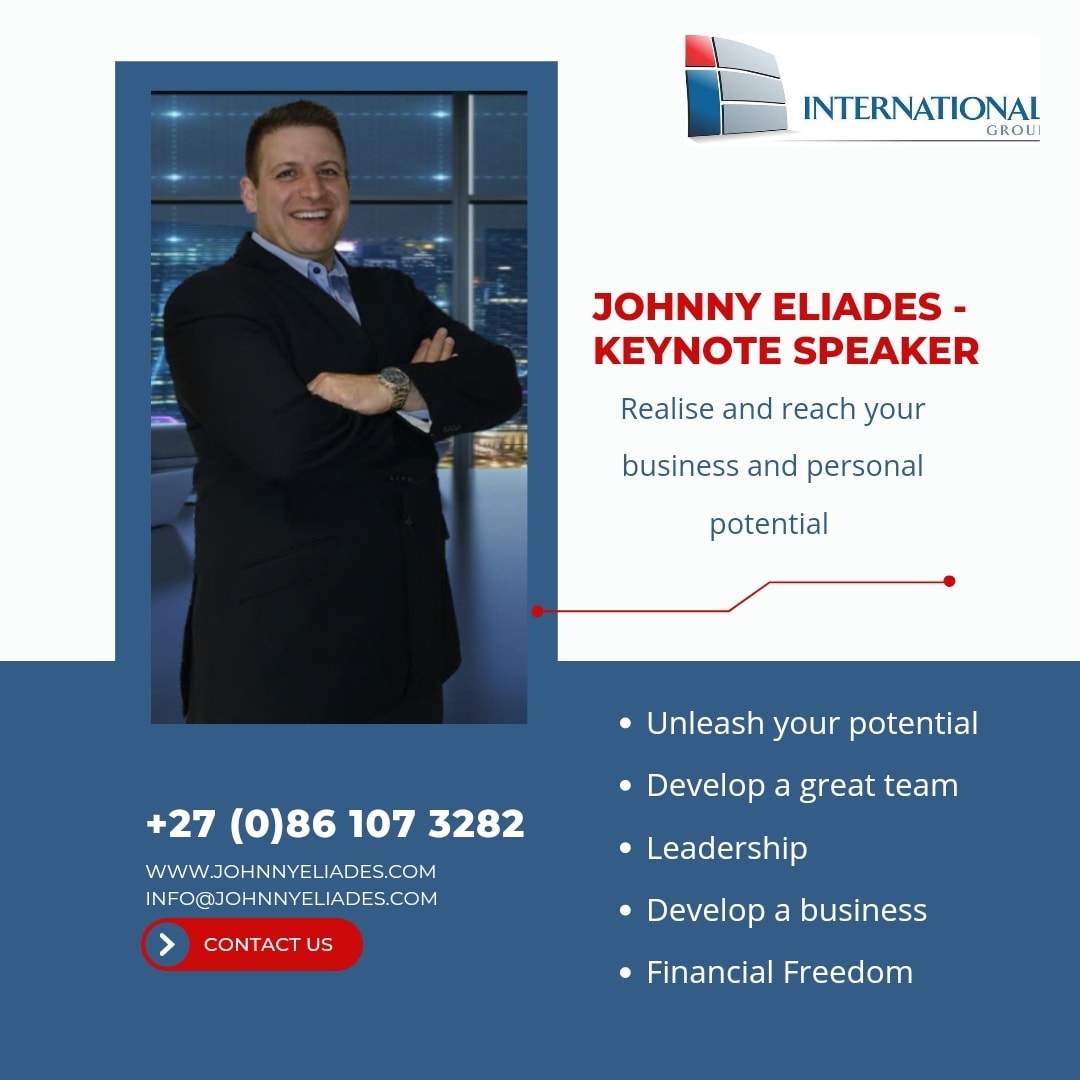 INTERNATIONAL
GROU
JOHNNY ELIADES -
KEYNOTE SPEAKER
Realise and reach your
business and personal
potential
• Unleash your potential
• Develop a great team
• Leadership
• Develop a business
• Financial Freedom
+27 (0)86 107 3282
WWW.JOHNNYELIADES.COM
INFO@JOHNNYELIADES.COM
CONTACT US